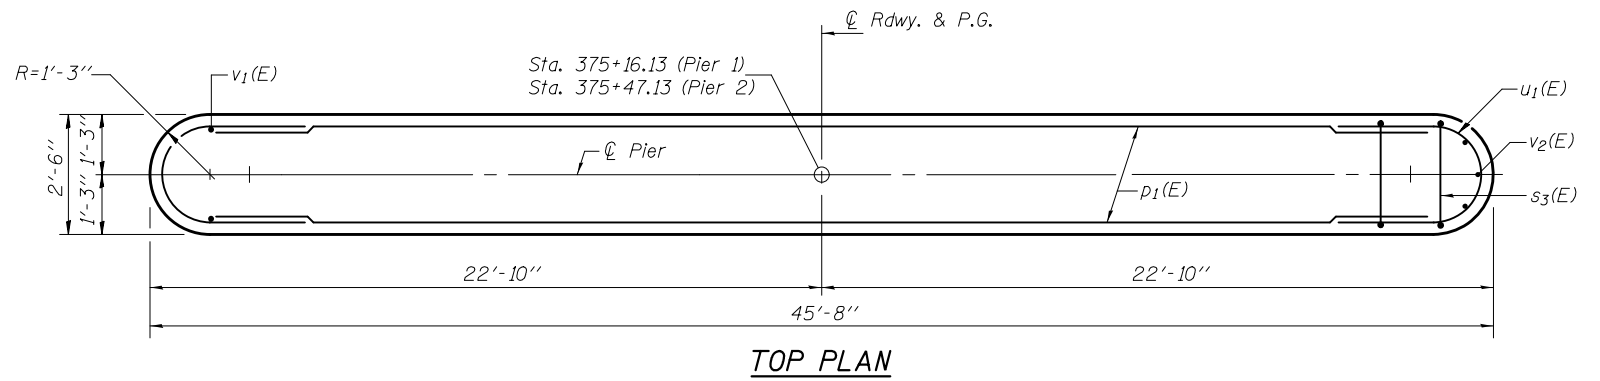 ℄ Rdwy. & P.G.
Sta. 375+16.13 (Pier 1)
Sta. 375+47.13 (Pier 2)
R=1'-3"
v1(E)
u1(E)
2'-6"
1'-3"
1'-3"
℄ Pier
p1(E)
v2(E)
s3(E)
22'-10"
22'-10"
45'-8"
TOP PLAN